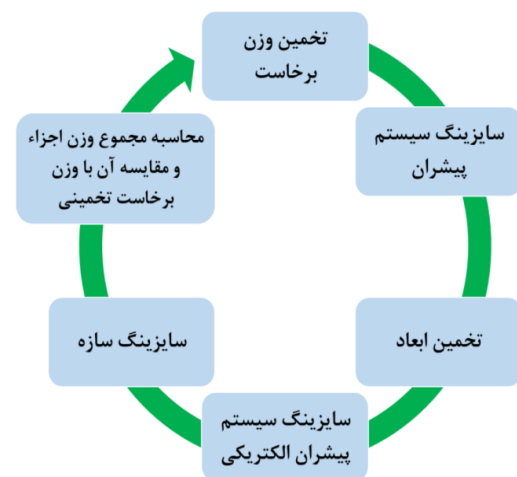 تخمین وزن
برخاست
سایزینگ سیستم
پیشران
تخمین ابعاد
سایزینگ سیستم
پیشران الکتریکی
سایزینگ سازه
محاسبه مجموع وزن اجزاء
و مقایسه آن با وزن
برخاست تخمینی